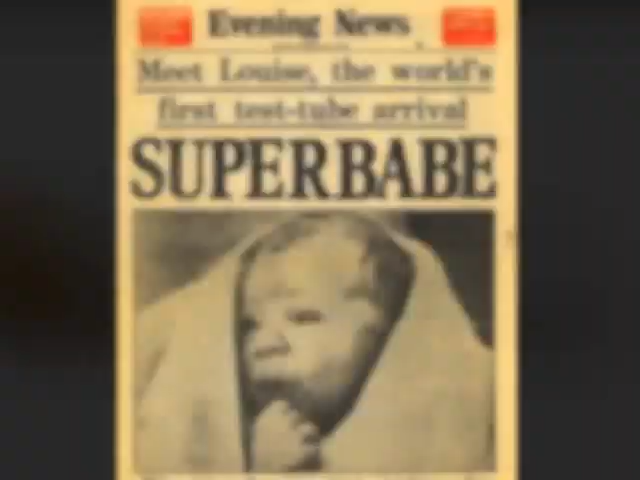 Evening News
Meet Louise, the world's
first test-tube arrival
SUPERBABE